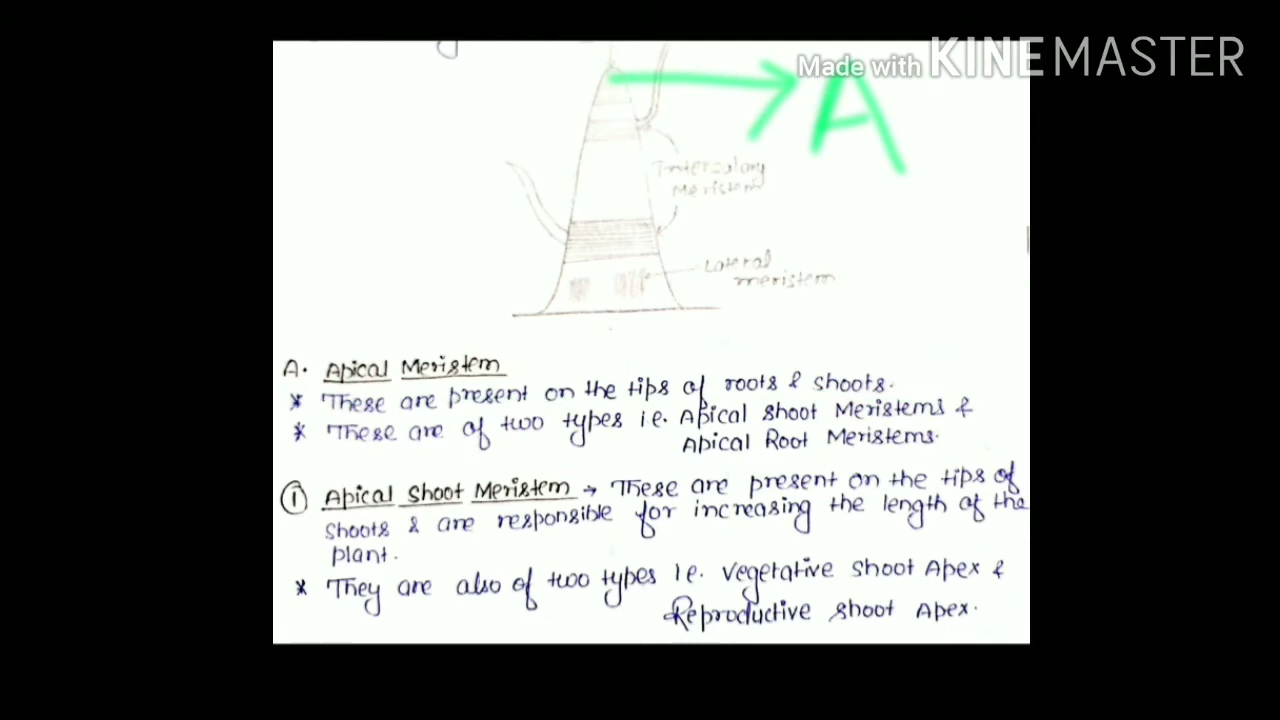 Made with KINEMASTER
A
Intercalary
Meristem
Lateral
meristem
A. Apical Meristem
* These are present on the tips of roots & shoots.
* These are of two types i.e. Apical shoot Meristems &
Apical Root Meristems.
① Apical Shoot Meristem → These are present on the tips of
shoots & are responsible for increasing the length of the
plant.
* They are also of two types i.e. vegetative shoot Apex &
Reproductive shoot Apex.